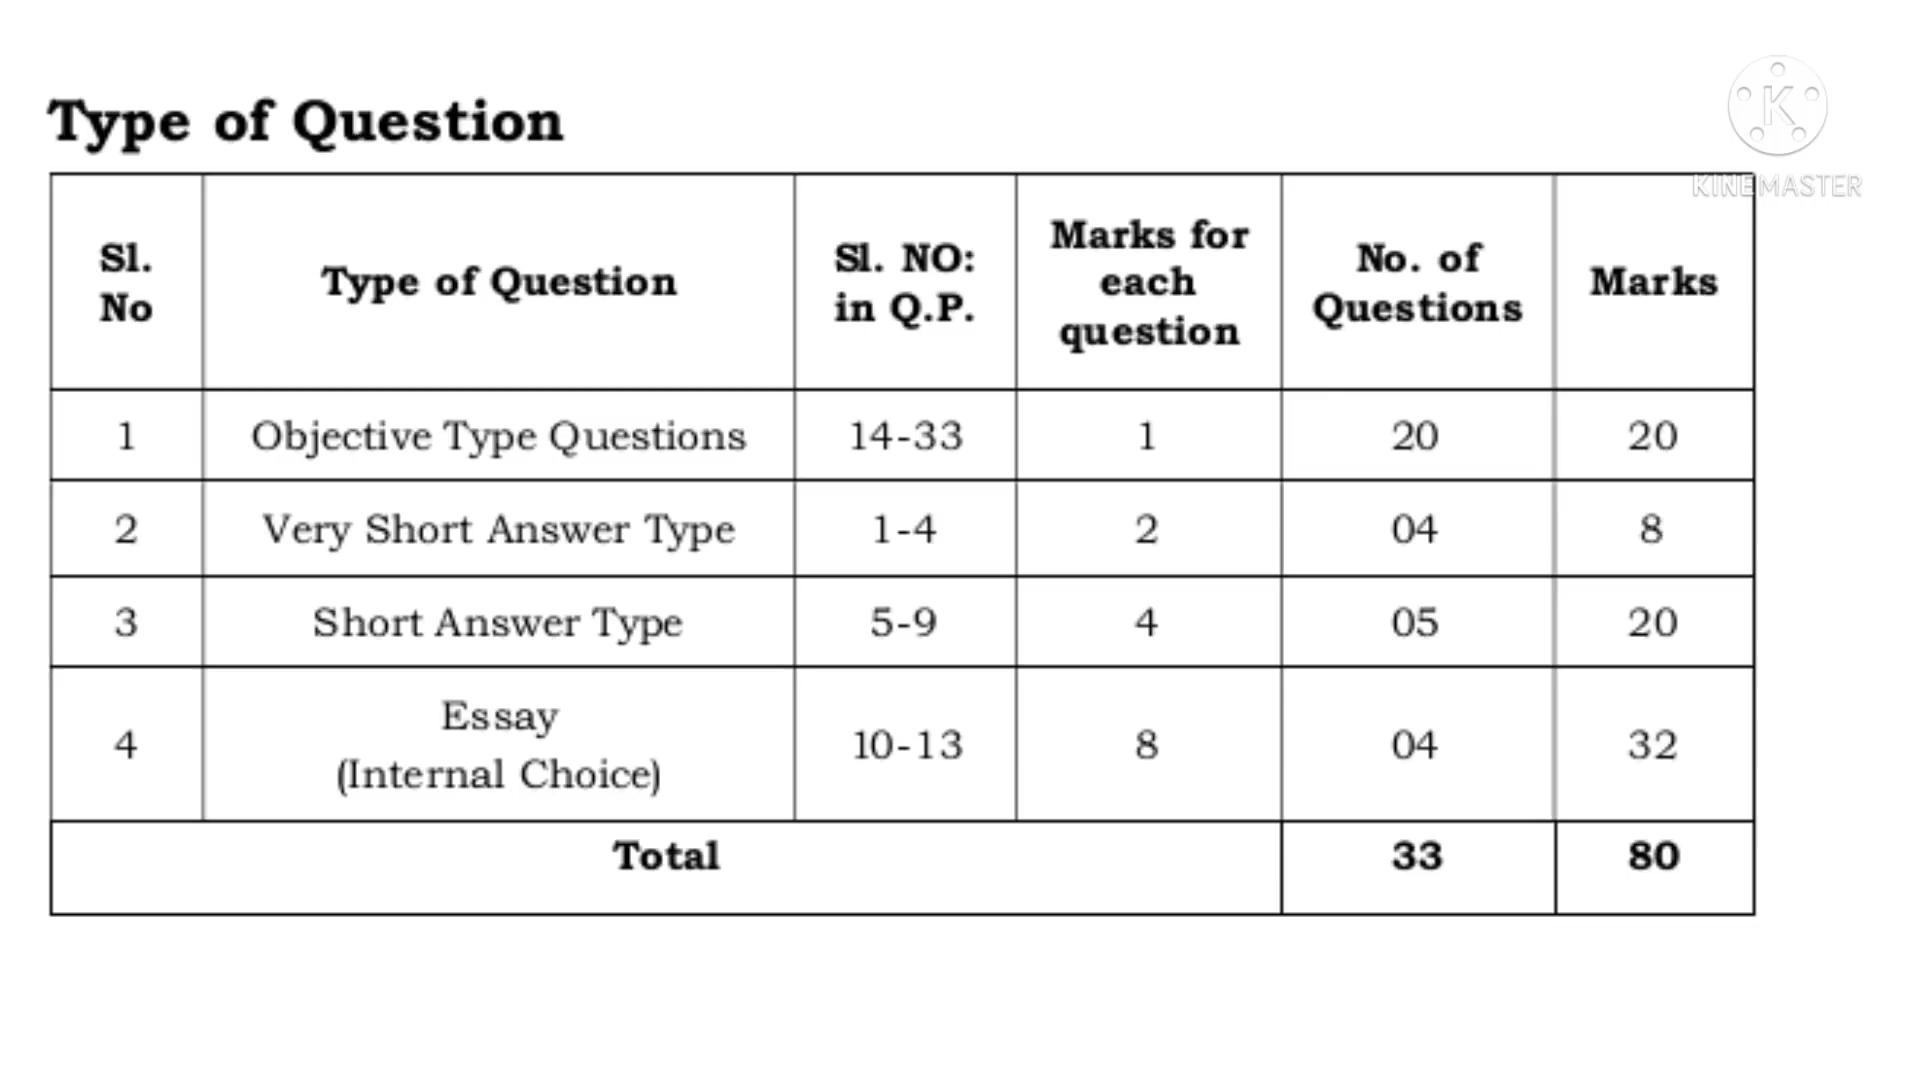 Type of Question
K
KINEMASTER
Sl. No | Type of Question | Sl. NO: in Q.P. | Marks for each question | No. of Questions | Marks
1 | Objective Type Questions | 14-33 | 1 | 20 | 20
2 | Very Short Answer Type | 1-4 | 2 | 04 | 8
3 | Short Answer Type | 5-9 | 4 | 05 | 20
4 | Essay (Internal Choice) | 10-13 | 8 | 04 | 32
Total | 33 | 80